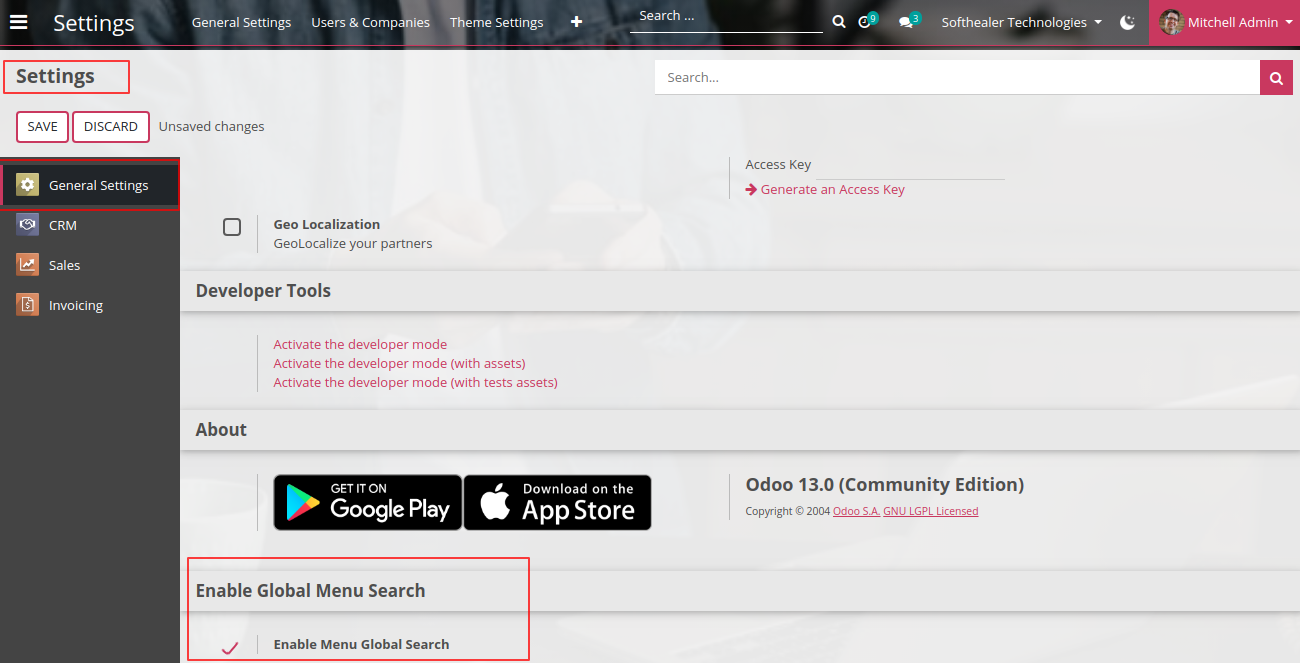 Settings General Settings Users & Companies Theme Settings + Search ... 9 3 Softhealer Technologies Mitchell Admin
Settings
Search...
SAVE DISCARD Unsaved changes
General Settings
CRM
Sales
Invoicing
Access Key
Generate an Access Key
Geo Localization
GeoLocalize your partners
Developer Tools
Activate the developer mode
Activate the developer mode (with assets)
Activate the developer mode (with tests assets)
About
GET IT ON
Google Play
Download on the
App Store
Odoo 13.0 (Community Edition)
Copyright © 2004 Odoo S.A. GNU LGPL Licensed
Enable Global Menu Search
Enable Menu Global Search